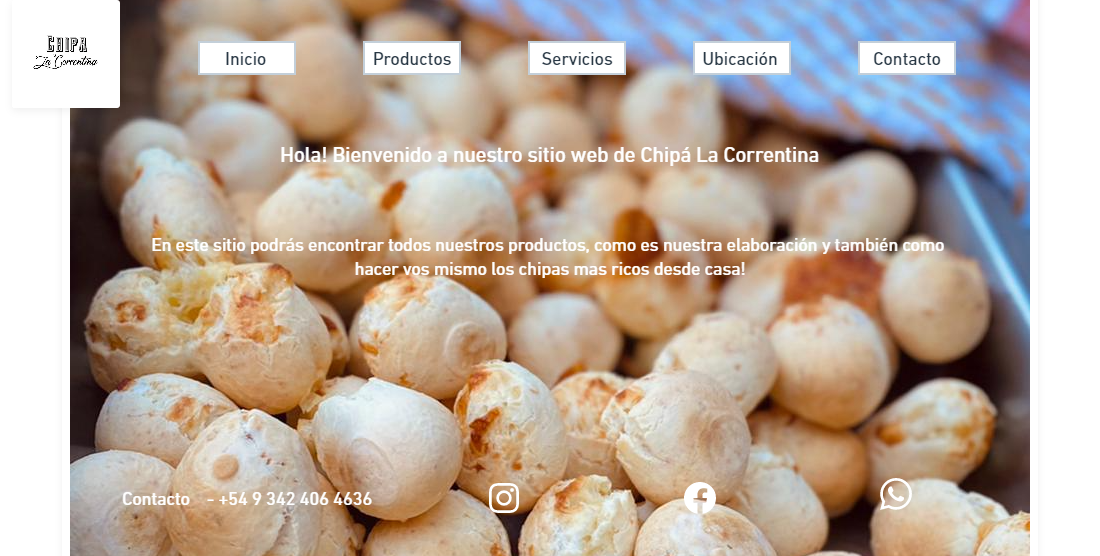 CHIPA
La Correntina
Inicio
Productos
Servicios
Ubicación
Contacto
Hola! Bienvenido a nuestro sitio web de Chipá La Correntina
En este sitio podrás encontrar todos nuestros productos, como es nuestra elaboración y también como
hacer vos mismo los chipas mas ricos desde casa!
Contacto - +54 9 342 406 4636